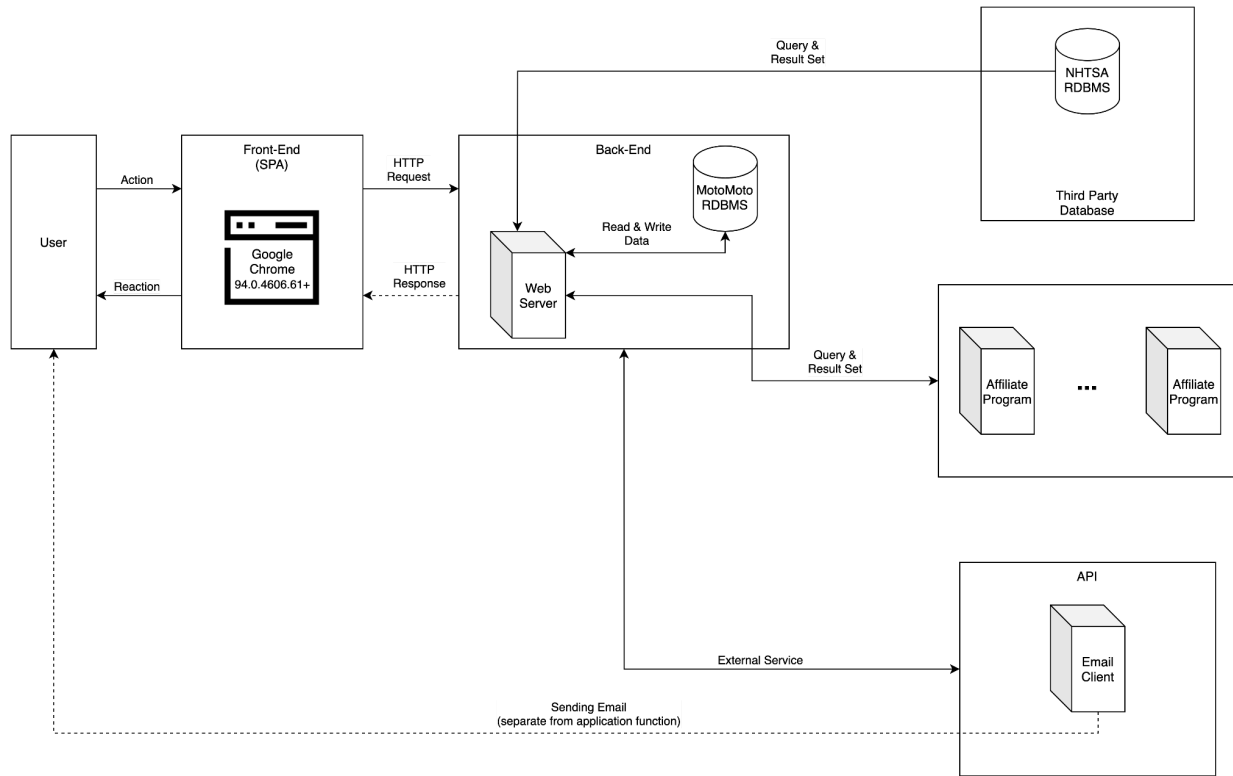 Query &
Result Set
NHTSA
RDBMS
Third Party
Database
User
Action
Reaction
Front-End
(SPA)
Google
Chrome
94.0.4606.61+
HTTP
Request
HTTP
Response
Back-End
MotoMoto
RDBMS
Read & Write
Data
Web
Server
Query &
Result Set
Affiliate
Program
...
Affiliate
Program
API
Email
Client
External Service
Sending Email
(separate from application function)